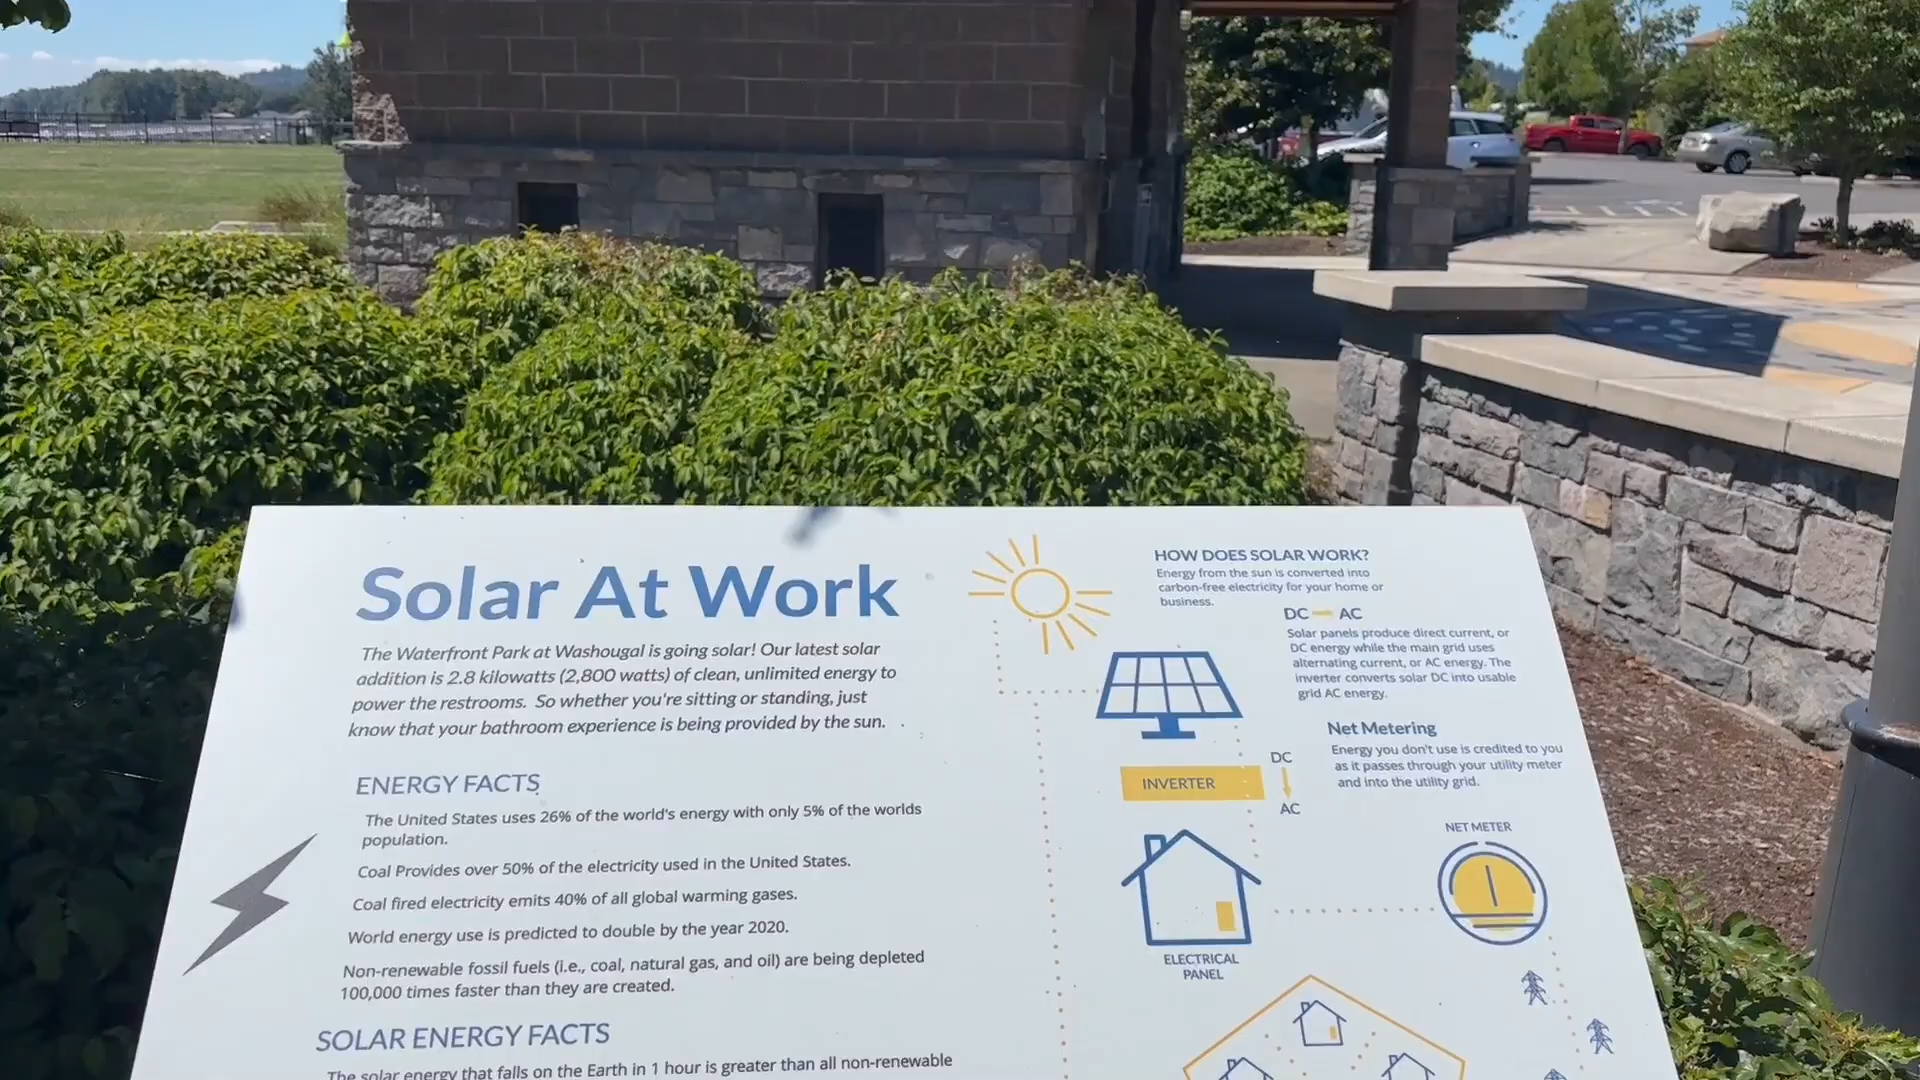 Solar At Work
The Waterfront Park at Washougal is going solar! Our latest solar
addition is 2.8 kilowatts (2,800 watts) of clean, unlimited energy to
power the restrooms. So whether you're sitting or standing, just
know that your bathroom experience is being provided by the sun.
ENERGY FACTS
The United States uses 26% of the world's energy with only 5% of the worlds
population.
Coal Provides over 50% of the electricity used in the United States.
Coal fired electricity emits 40% of all global warming gases.
World energy use is predicted to double by the year 2020.
Non-renewable fossil fuels (i.e., coal, natural gas, and oil) are being depleted
100,000 times faster than they are created.
SOLAR ENERGY FACTS
The solar energy that falls on the Earth in 1 hour is greater than all non-renewable
HOW DOES SOLAR WORK?
Energy from the sun is converted into
carbon-free electricity for your home or
business.
DC AC
Solar panels produce direct current, or
DC energy while the main grid uses
alternating current, or AC energy. The
inverter converts solar DC into usable
grid AC energy.
Net Metering
Energy you don't use is credited to you
as it passes through your utility meter
and into the utility grid.
DC
INVERTER
AC
NET METER
ELECTRICAL
PANEL